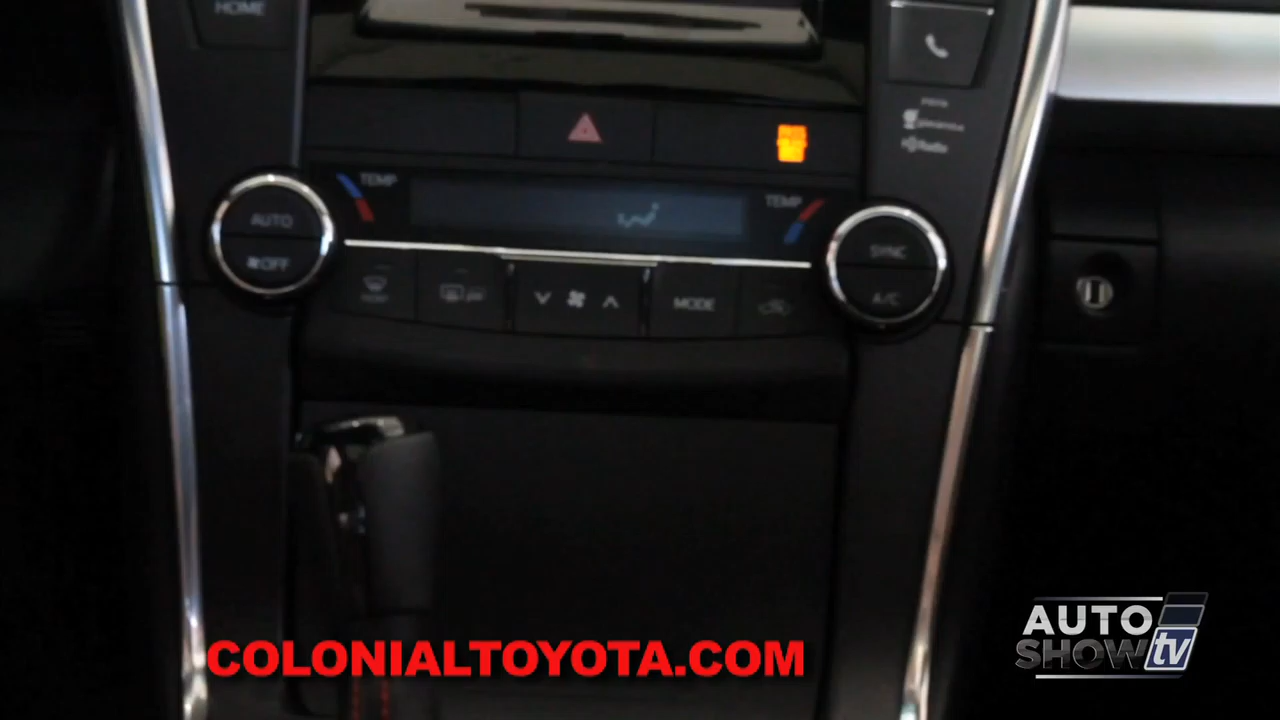 HOME
TEMP
TEMP
AUTO
OFF
SYNC
A/C
MODE
COLONIALTOYOTA.COM
AUTO
SHOW tv